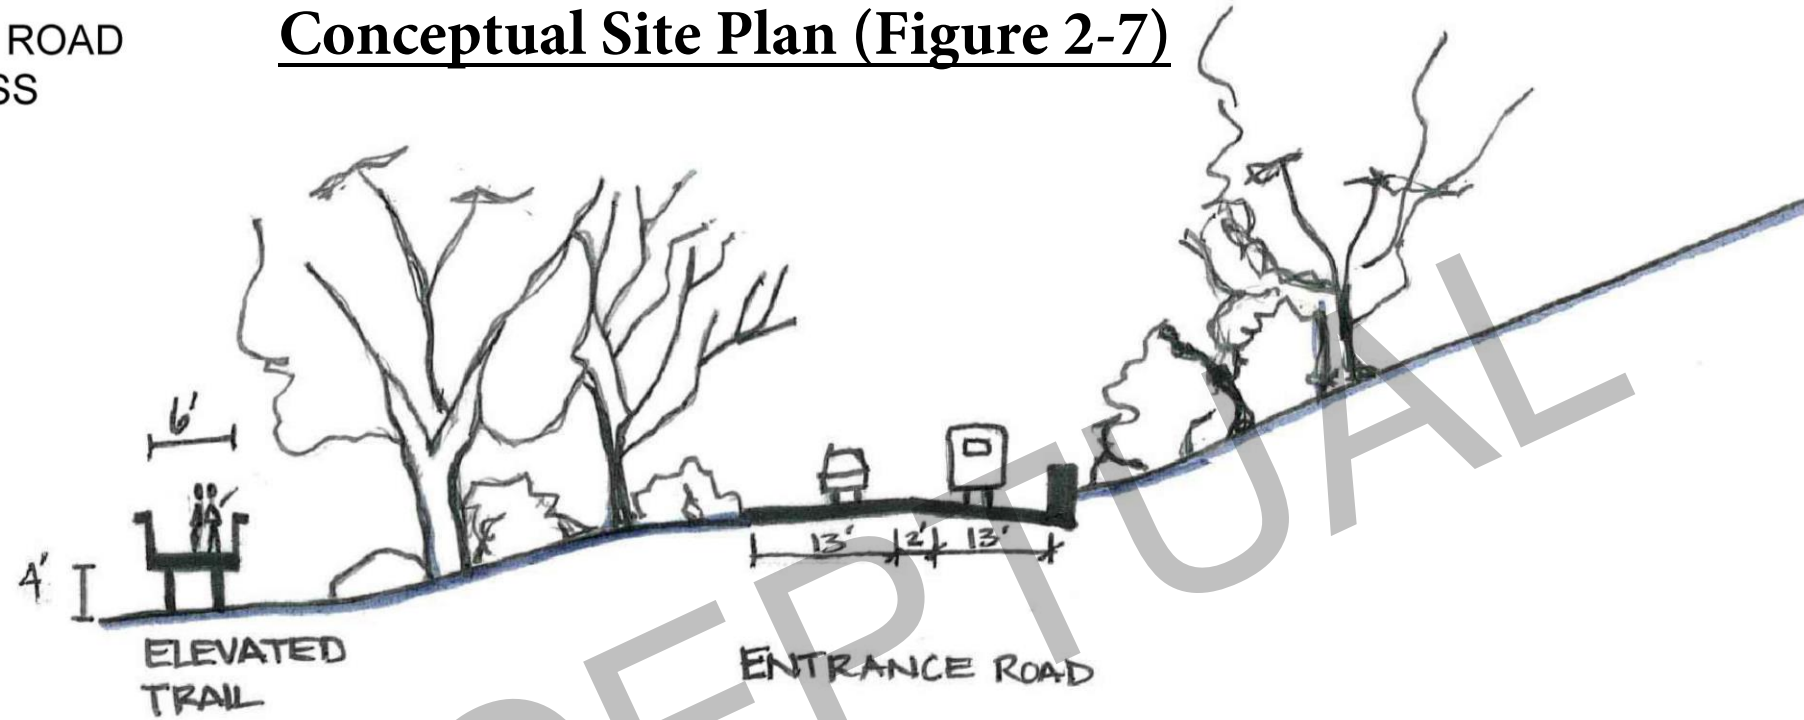 ROAD
SS
Conceptual Site Plan (Figure 2-7)
6'
4'
13'
2'
13'
ELEVATED
TRAIL
ENTRANCE ROAD
CEPTUAL